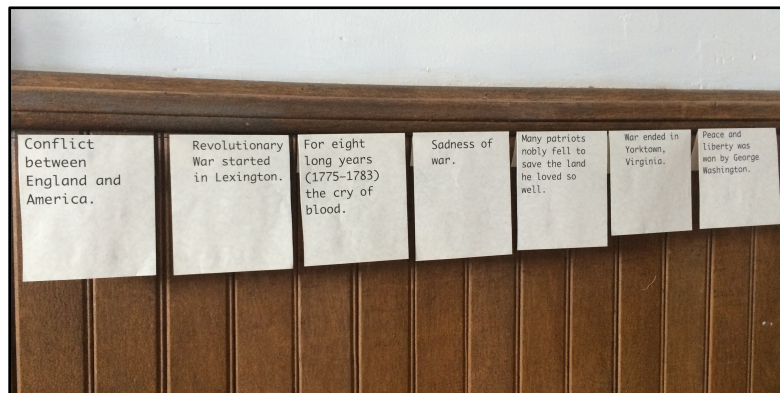 Conflict
between
England and
America.
Revolutionary
War started
in Lexington.
For eight
long years
(1775–1783)
the cry of
blood.
Sadness of
war.
Many patriots
nobly fell to
save the land
he loved so
well.
War ended in
Yorktown,
Virginia.
Peace and
liberty was
won by George
Washington.